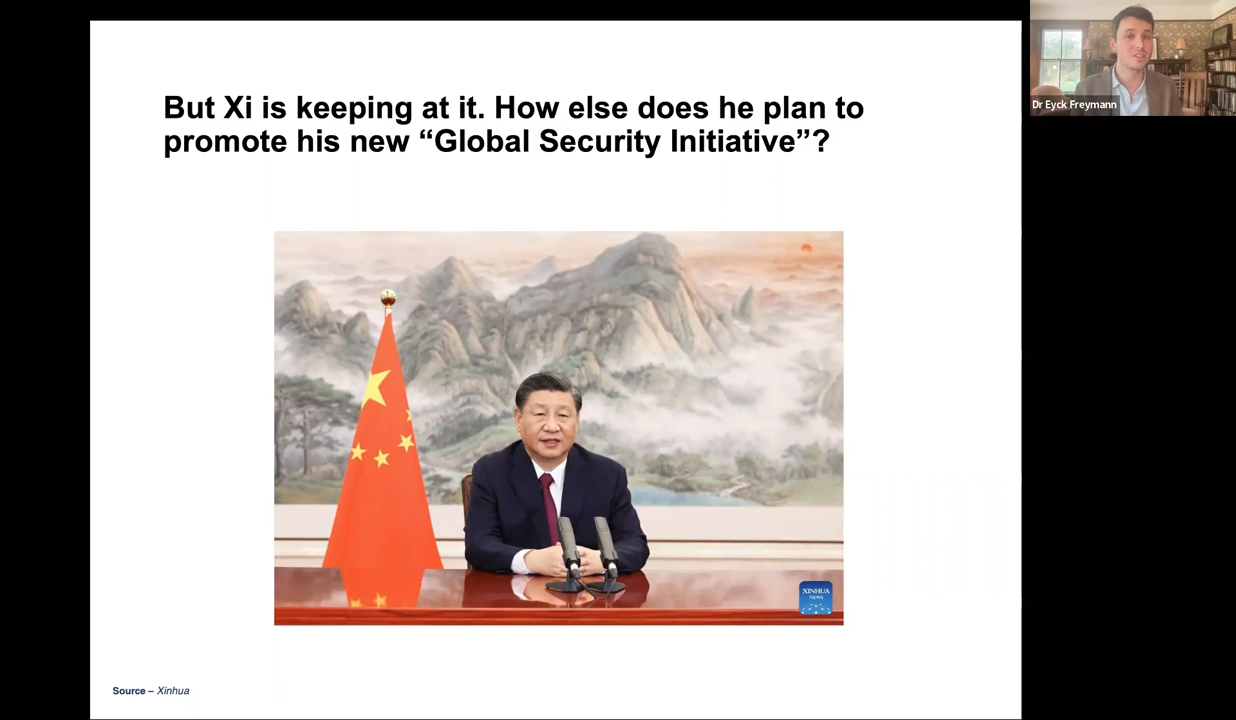 But Xi is keeping at it. How else does he plan to
promote his new “Global Security Initiative”?
Dr Eyck Freymann
XINHUA
NEWS
Source – Xinhua